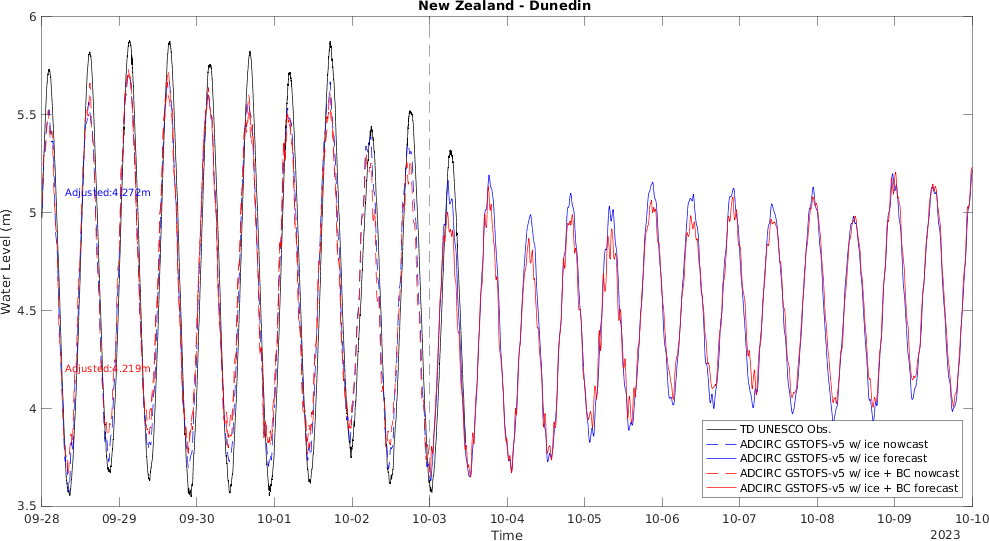 New Zealand - Dunedin
6
5.5
5
4.5
4
3.5
Water Level (m)
Adjusted:4.272m
Adjusted:4.219m
TD UNESCO Obs.
ADCIRC GSTOFS-v5 w/ ice nowcast
ADCIRC GSTOFS-v5 w/ ice forecast
ADCIRC GSTOFS-v5 w/ ice + BC nowcast
ADCIRC GSTOFS-v5 w/ ice + BC forecast
09-28 09-29 09-30 10-01 10-02 10-03 10-04 10-05 10-06 10-07 10-08 10-09 10-10
Time
2023